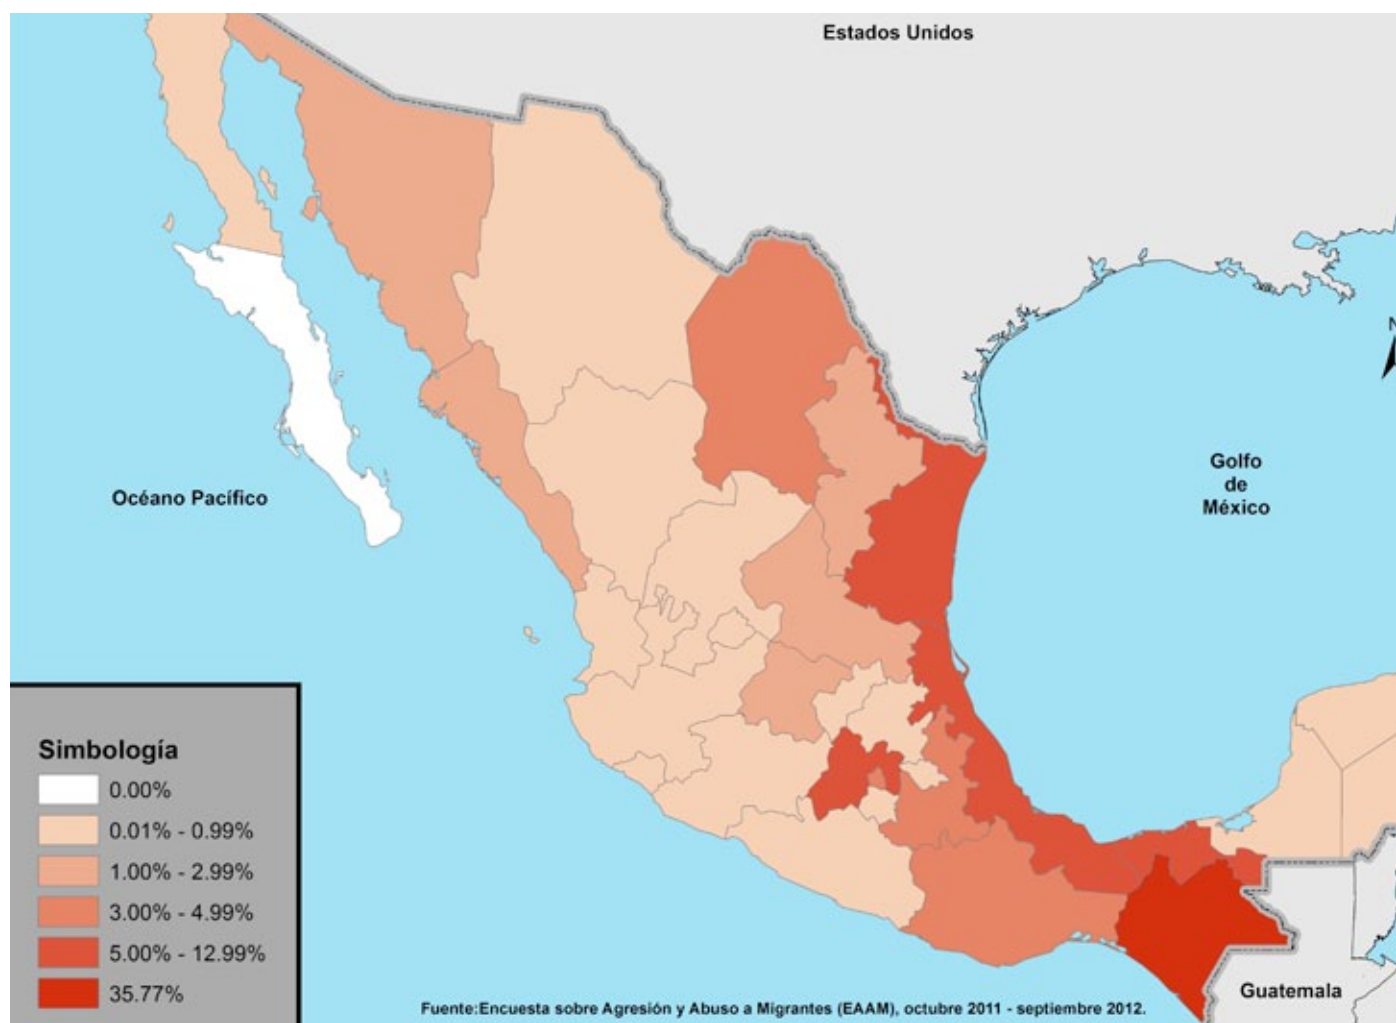 Estados Unidos
N
Golfo
de
México
Océano Pacífico
Simbología
0.00%
0.01% - 0.99%
1.00% - 2.99%
3.00% - 4.99%
5.00% - 12.99%
35.77%
Guatemala
Fuente:Encuesta sobre Agresión y Abuso a Migrantes (EAAM), octubre 2011 - septiembre 2012.